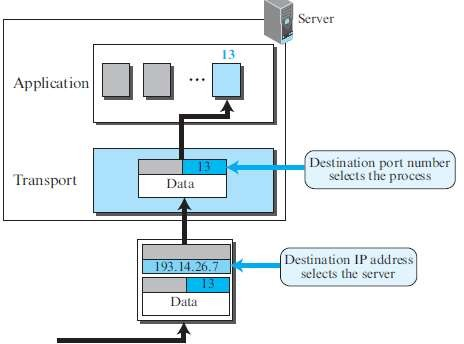 Server
13
Application
...
13
Data
Transport
Destination port number
selects the process
193.14.26.7
13
Data
Destination IP address
selects the server